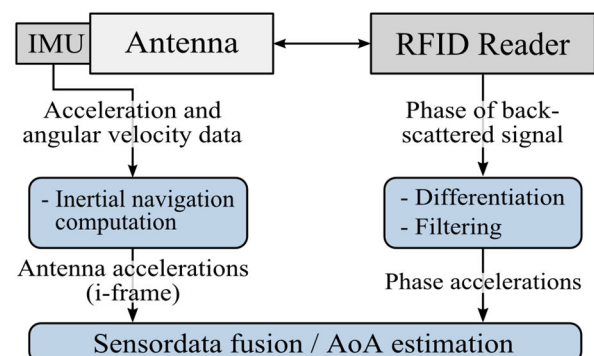 IMU
Antenna
RFID Reader
Acceleration and
angular velocity data
Phase of back-
scattered signal
- Inertial navigation
computation
- Differentiation
- Filtering
Antenna accelerations
(i-frame)
Phase accelerations
Sensordata fusion / AoA estimation